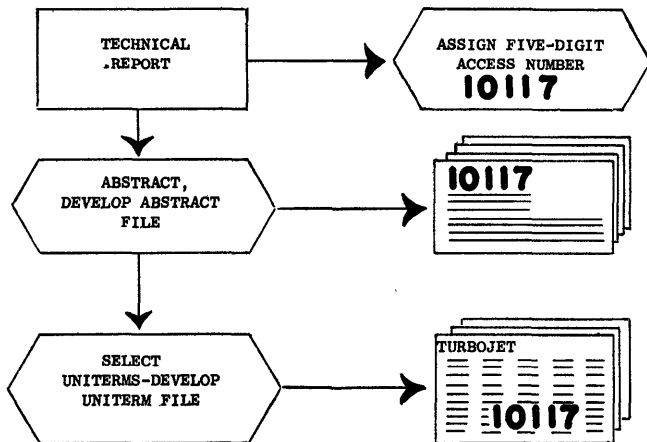 TECHNICAL
.REPORT
ASSIGN FIVE-DIGIT
ACCESS NUMBER
10117
ABSTRACT,
DEVELOP ABSTRACT
FILE
10117
SELECT
UNITERMS-DEVELOP
UNITERM FILE
TURBOJET
10117